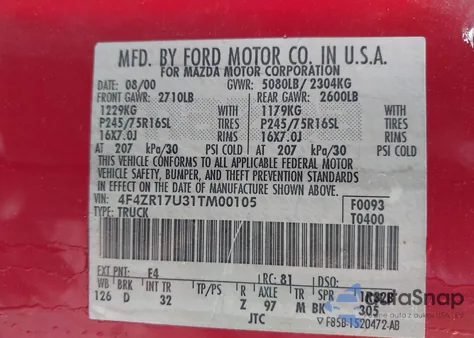 MFD. BY FORD MOTOR CO. IN U.S.A.
FOR MAZDA MOTOR CORPORATION
DATE: 08/00 GVWR: 5080LB/ 2304KG
FRONT GAWR: 2710LB REAR GAWR: 2600LB
1229KG WITH 1179KG WITH
P245/75R16SL TIRES P245/75R16SL TIRES
16X7.0J RIMS 16X7.0J RIMS
AT 207 kPa/30 PSI COLD AT 207 kPa/30 PSI COLD
THIS VEHICLE CONFORMS TO ALL APPLICABLE FEDERAL MOTOR
VEHICLE SAFETY, BUMPER, AND THEFT PREVENTION STANDARDS
IN EFFECT ON THE DATE OF MANUFACTURE SHOWN ABOVE.
VIN: 4F4ZR17U31TM00105 F0093
TYPE: TRUCK T0400
EXT PNT: E4 RC: 81 DSO:
WB BRK INT TR TP/PS R AXLE TR SPR
126 D 32 Z 97 M BK 305
JTC F85B-1520472-AB
autoSnap